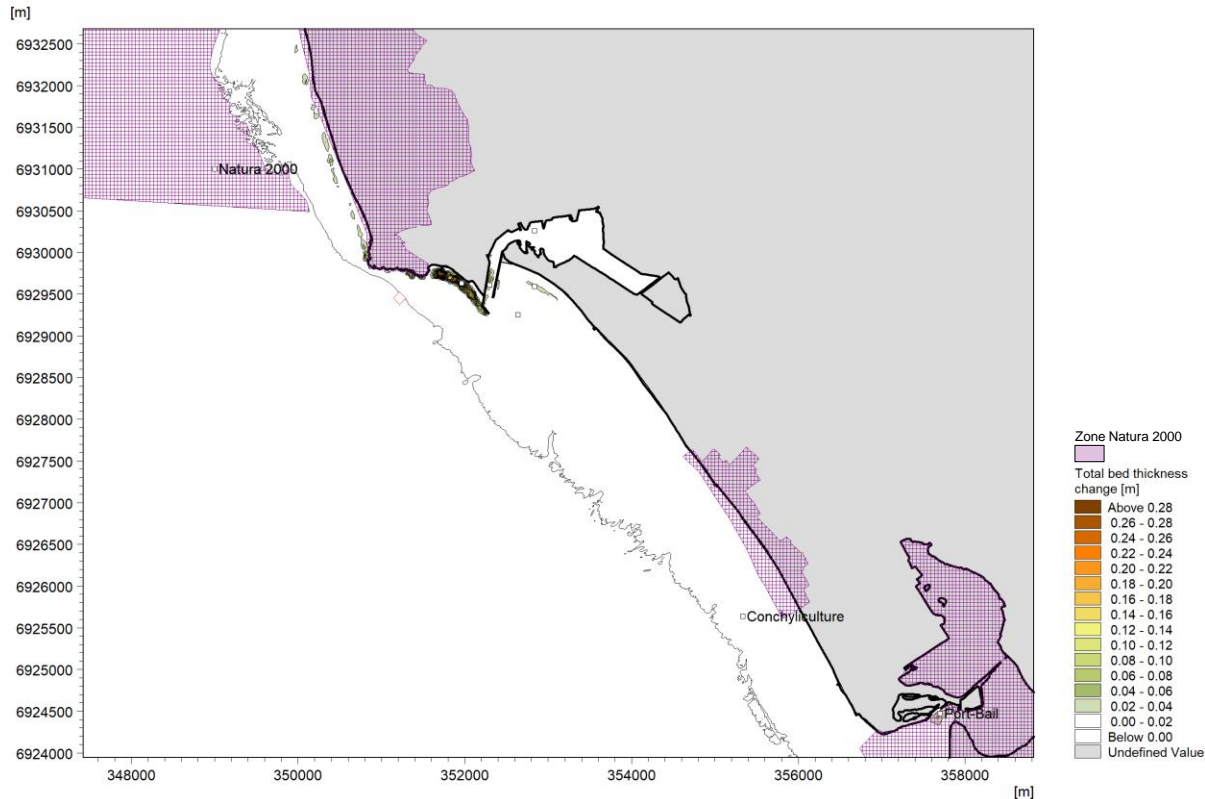 [m]
6932500
6932000
6931500
6931000
6930500
6930000
6929500
6929000
6928500
6928000
6927500
6927000
6926500
6926000
6925500
6925000
6924500
6924000
Natura 2000
Conchyliculture
Port-Bail
348000
350000
352000
354000
356000
358000
[m]
Zone Natura 2000
Total bed thickness
change [m]
Above 0.28
0.26 - 0.28
0.24 - 0.26
0.22 - 0.24
0.20 - 0.22
0.18 - 0.20
0.16 - 0.18
0.14 - 0.16
0.12 - 0.14
0.10 - 0.12
0.08 - 0.10
0.06 - 0.08
0.04 - 0.06
0.02 - 0.04
0.00 - 0.02
Below 0.00
Undefined Value